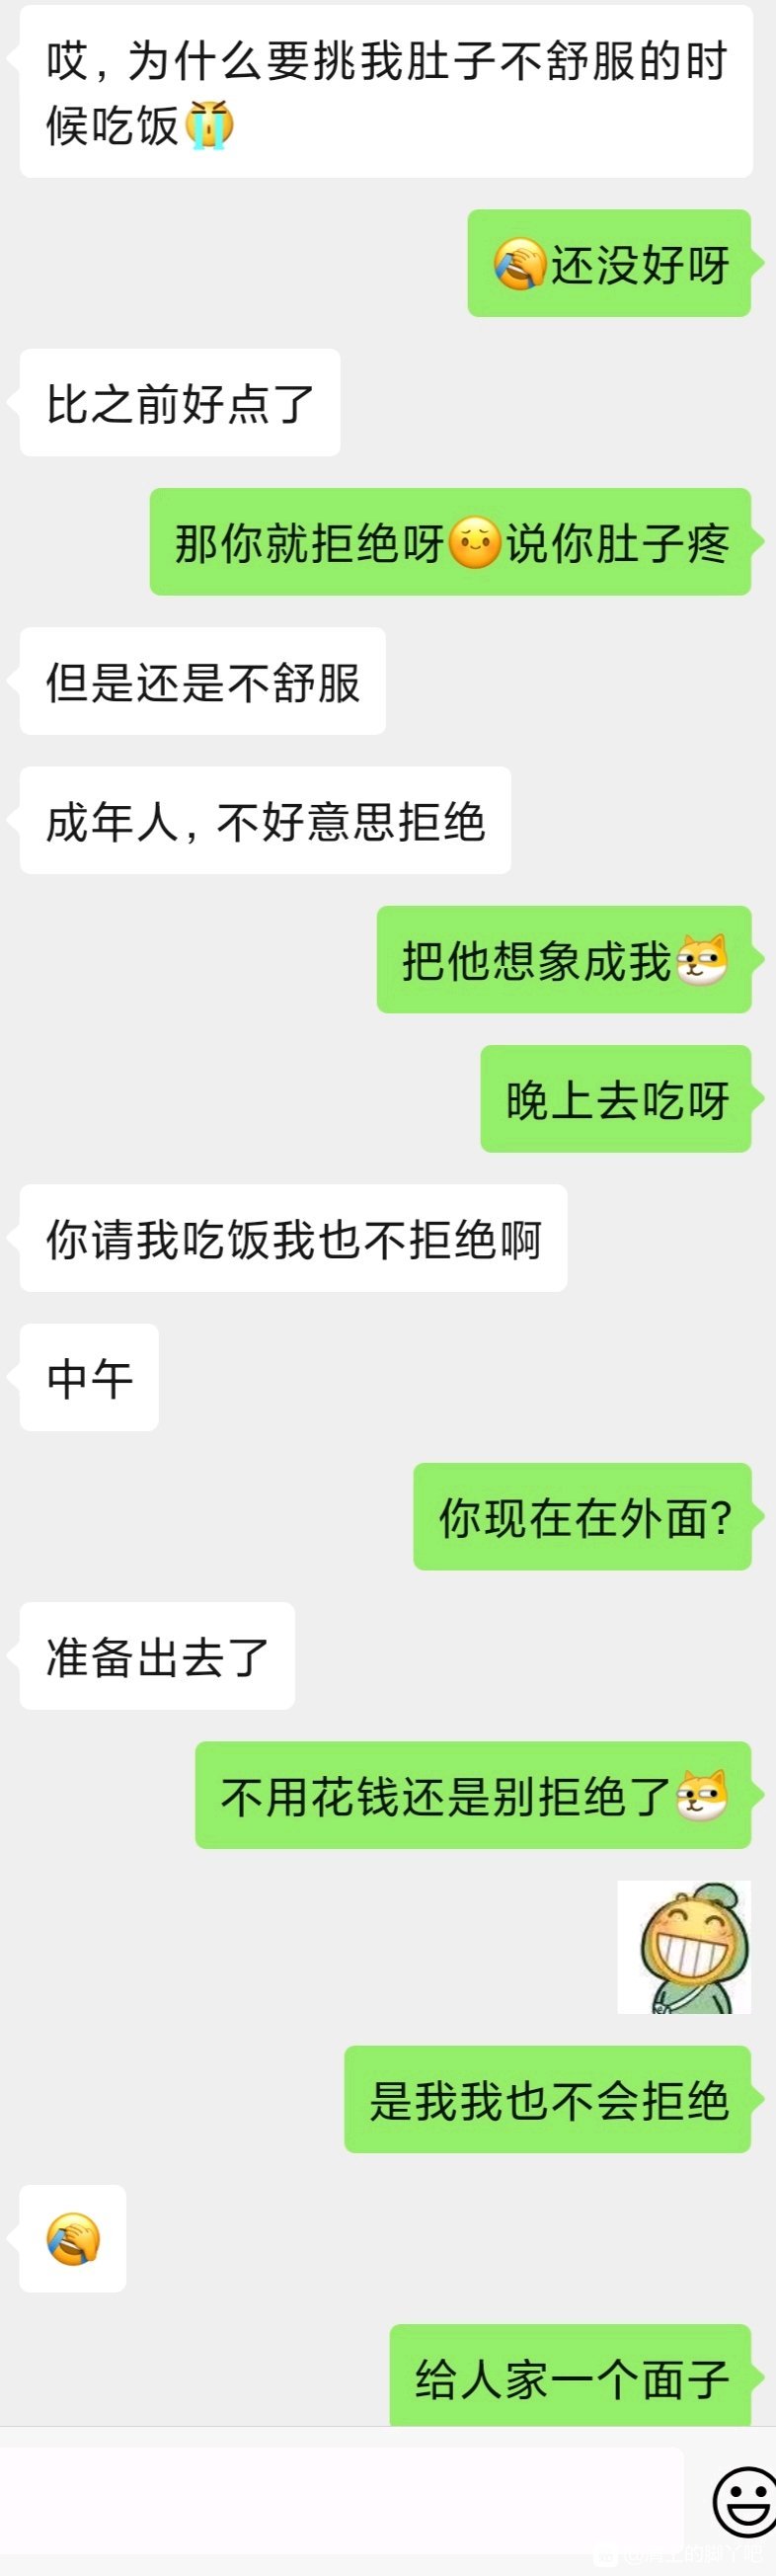 哎，为什么要挑我肚子不舒服的时
候吃饭😭
🤦还没好呀
比之前好点了
那你就拒绝呀☺️说你肚子疼
但是还是不舒服
成年人，不好意思拒绝
把他想象成我
晚上去吃呀
你请我吃饭我也不拒绝啊
中午
你现在在外面?
准备出去了
不用花钱还是别拒绝了
是我我也不会拒绝
给人家一个面子